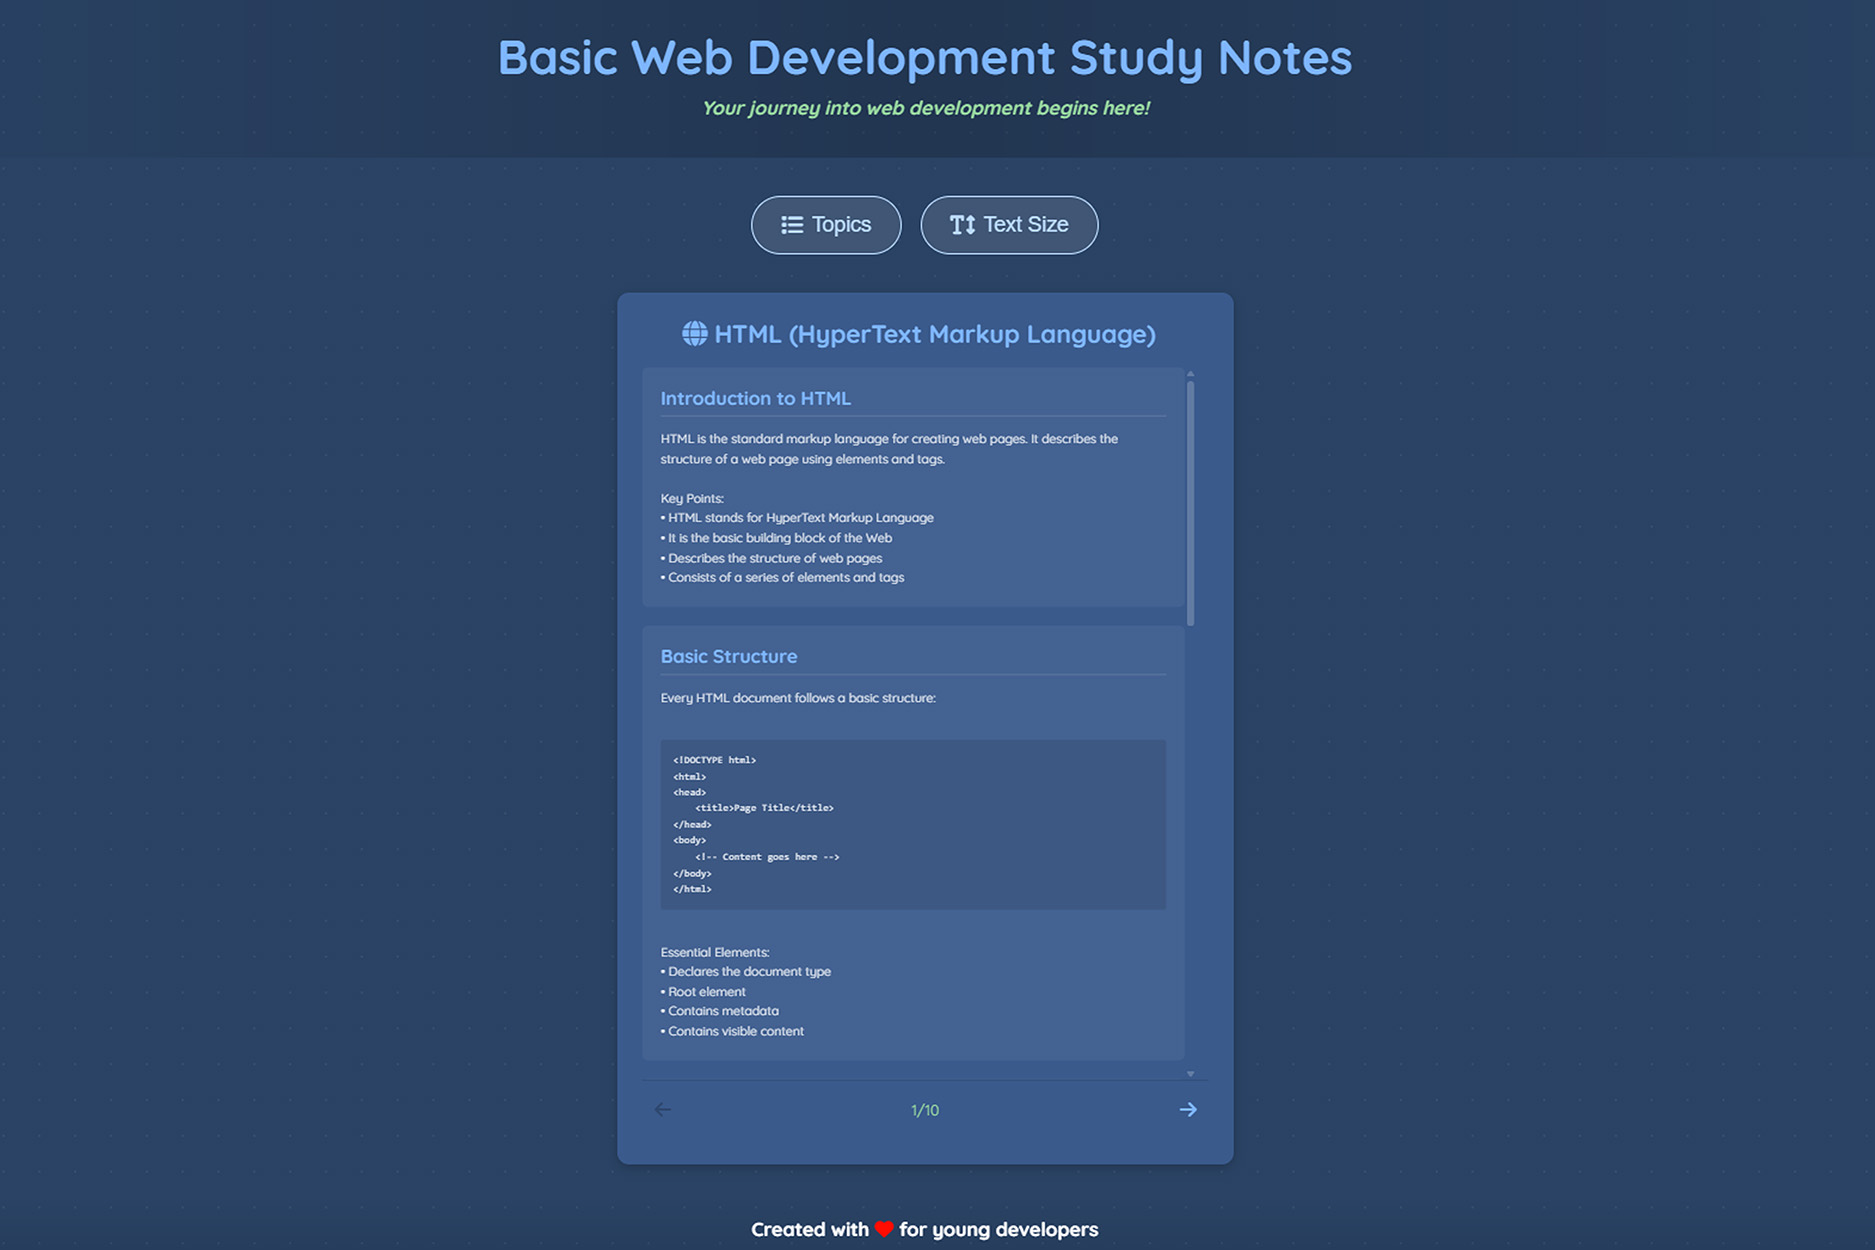 Basic Web Development Study Notes
Your journey into web development begins here!
Topics
Text Size
HTML (HyperText Markup Language)
Introduction to HTML
HTML is the standard markup language for creating web pages. It describes the
structure of a web page using elements and tags.
Key Points:
• HTML stands for HyperText Markup Language
• It is the basic building block of the Web
• Describes the structure of web pages
• Consists of a series of elements and tags
Basic Structure
Every HTML document follows a basic structure:
<!DOCTYPE html>
<html>
<head>
    <title>Page Title</title>
</head>
<body>
    <!-- Content goes here -->
</body>
</html>
Essential Elements:
• Declares the document type
• Root element
• Contains metadata
• Contains visible content
1/10
Created with ❤ for young developers